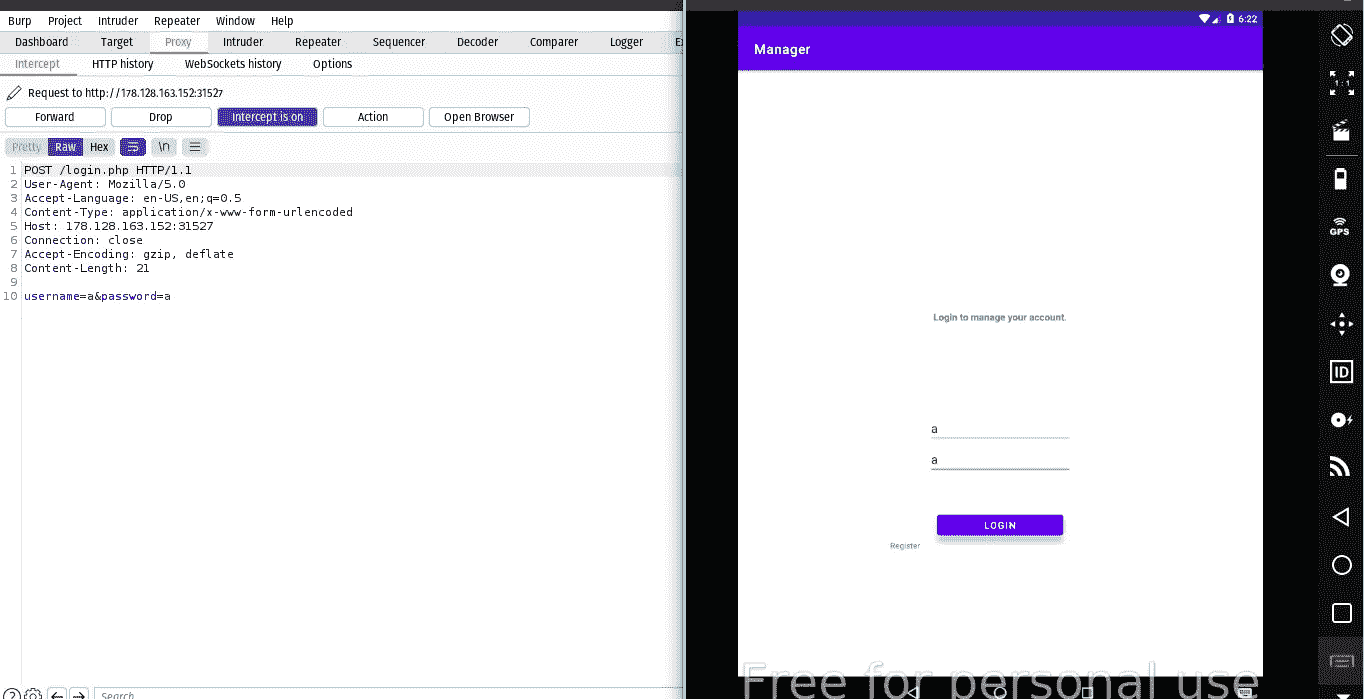 Burp Project Intruder Repeater Window Help
Dashboard Target Proxy Intruder Repeater Sequencer Decoder Comparer Logger
Intercept HTTP history WebSockets history Options
Request to http://178.128.163.152:31527
Forward Drop Intercept is on Action Open Browser
Pretty Raw Hex \n
1 POST /login.php HTTP/1.1
2 User-Agent: Mozilla/5.0
3 Accept-Language: en-US,en;q=0.5
4 Content-Type: application/x-www-form-urlencoded
5 Host: 178.128.163.152:31527
6 Connection: close
7 Accept-Encoding: gzip, deflate
8 Content-Length: 21
9
10 username=a&password=a
Search...
6:22
Manager
Login to manage your account.
a
a
LOGIN
Register
Free for personal use
1:1
GPS
ID